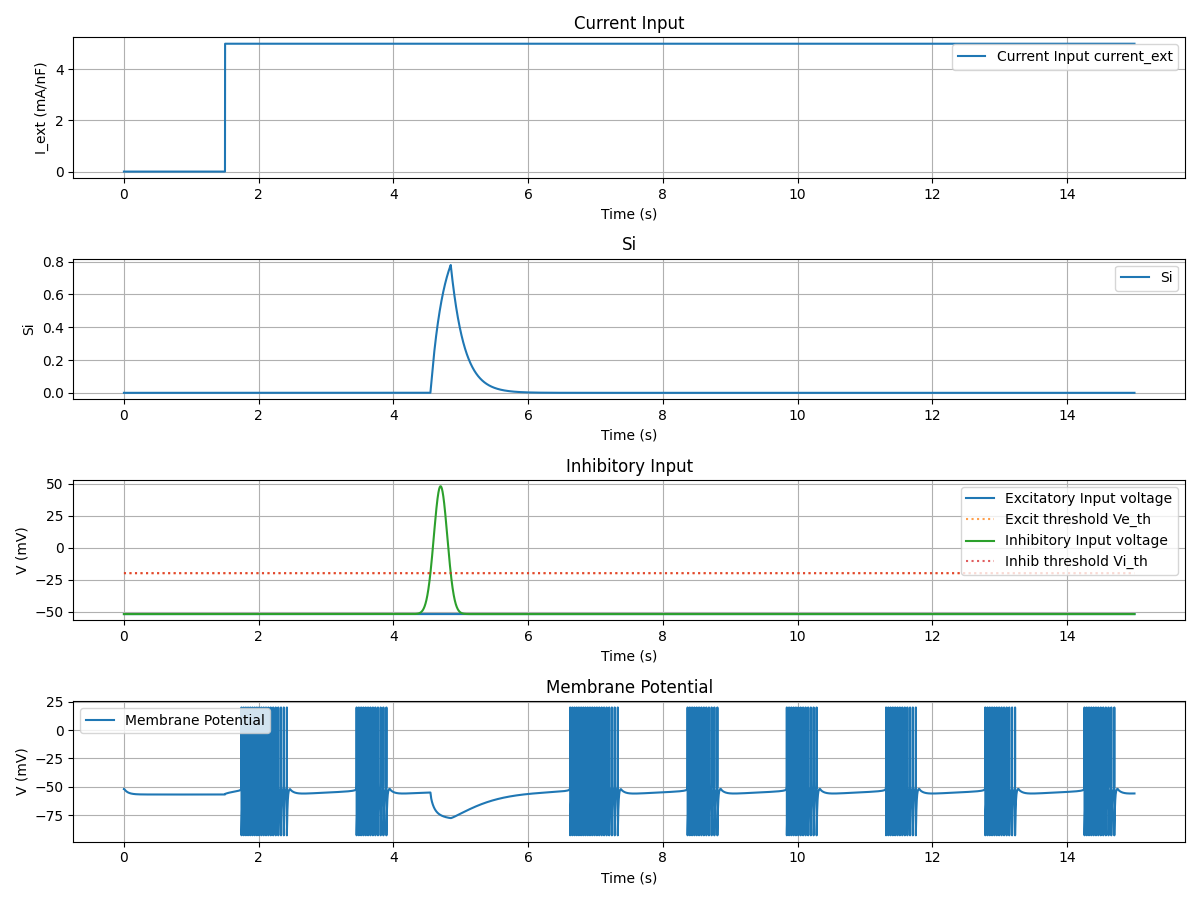 Current Input
I_ext (mA/nF)
4
2
0
Current Input current_ext
0 2 4 6 8 10 12 14
Time (s)
Si
Si
0.8
0.6
0.4
0.2
0.0
Si
0 2 4 6 8 10 12 14
Time (s)
Inhibitory Input
V (mV)
50
25
0
−25
−50
Excitatory Input voltage
Excit threshold Ve_th
Inhibitory Input voltage
Inhib threshold Vi_th
0 2 4 6 8 10 12 14
Time (s)
Membrane Potential
V (mV)
25
0
−25
−50
−75
Membrane Potential
0 2 4 6 8 10 12 14
Time (s)